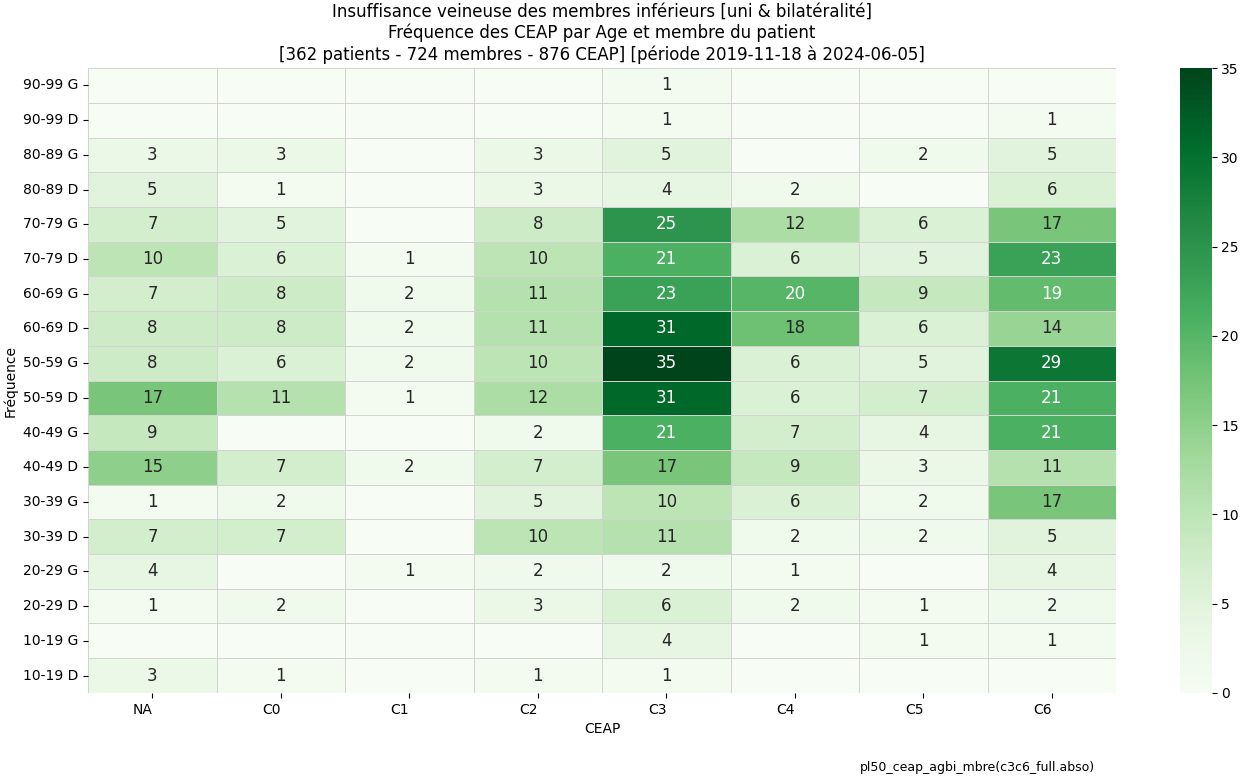 Insuffisance veineuse des membres inférieurs [uni & bilatéralité]
Fréquence des CEAP par Age et membre du patient
[362 patients - 724 membres - 876 CEAP] [période 2019-11-18 à 2024-06-05]
90-99 G 1
90-99 D 1 1
80-89 G 3 3 3 5 2 5
80-89 D 5 1 3 4 2 6
70-79 G 7 5 8 25 12 6 17
70-79 D 10 6 1 10 21 6 5 23
60-69 G 7 8 2 11 23 20 9 19
60-69 D 8 8 2 11 31 18 6 14
50-59 G 8 6 2 10 35 6 5 29
50-59 D 17 11 1 12 31 6 7 21
40-49 G 9 2 21 7 4 21
40-49 D 15 7 2 7 17 9 3 11
30-39 G 1 2 5 10 6 2 17
30-39 D 7 7 10 11 2 2 5
20-29 G 4 1 2 2 1 4
20-29 D 1 2 3 6 2 1 2
10-19 G 4 1 1
10-19 D 3 1 1 1
Fréquence
NA C0 C1 C2 C3 C4 C5 C6
CEAP
35
30
25
20
15
10
5
0
pl50_ceap_agbi_mbre(c3c6_full.abso)